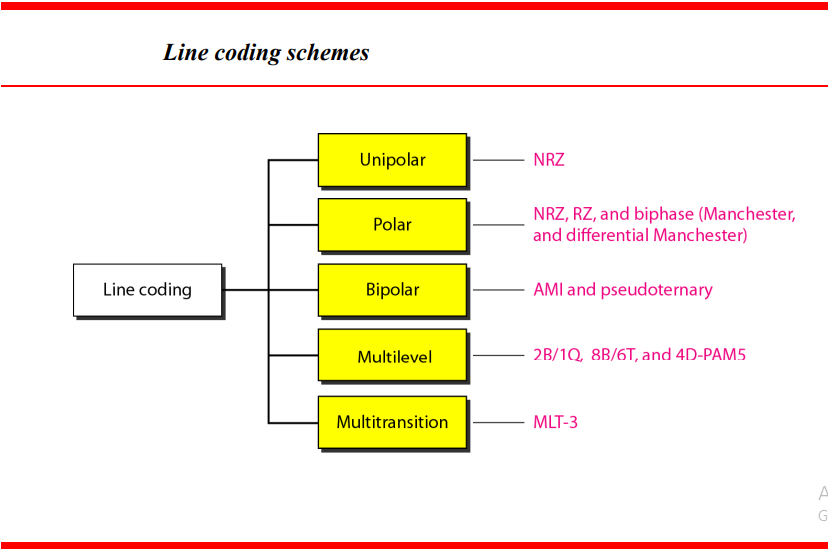 Line coding schemes
Unipolar
NRZ
Polar
NRZ, RZ, and biphase (Manchester,
and differential Manchester)
Line coding
Bipolar
AMI and pseudoternary
Multilevel
2B/1Q, 8B/6T, and 4D-PAM5
Multitransition
MLT-3
A
G